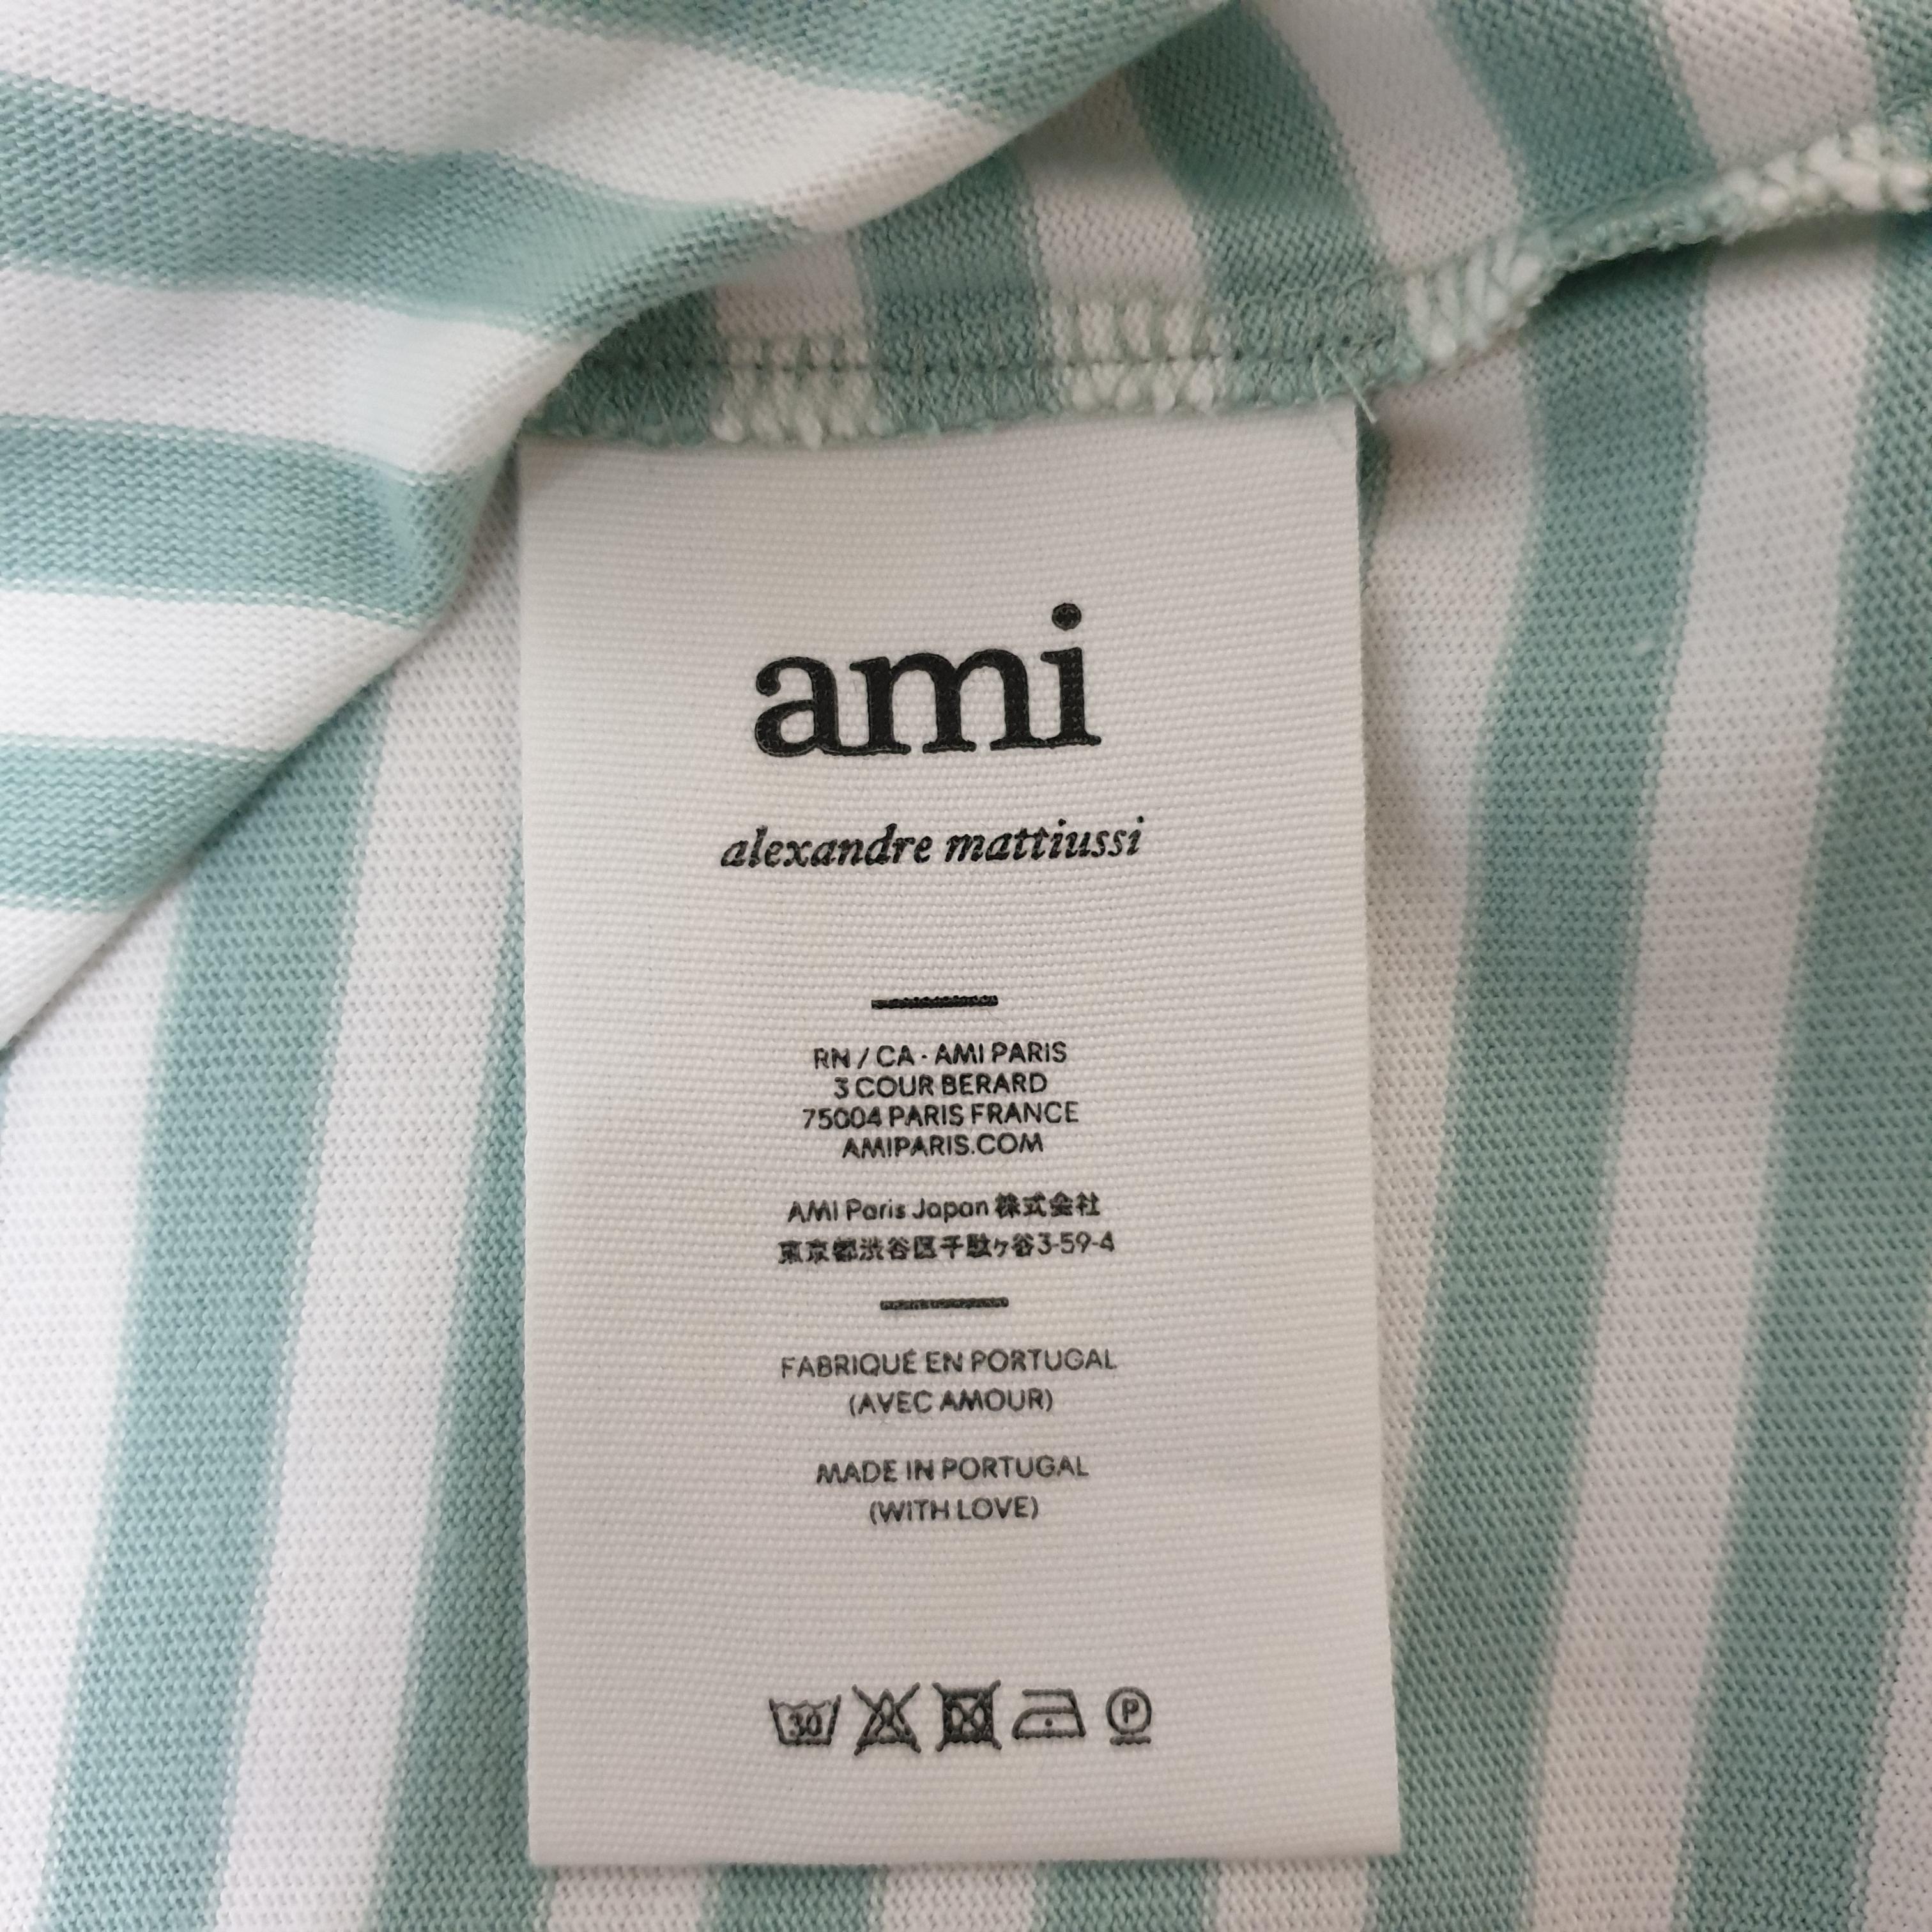 ami
alexandre mattiussi
RN / CA · AMI PARIS
3 COUR BERARD
75004 PARIS FRANCE
AMIPARIS.COM
AMI Paris Japan 株式会社
東京都渋谷区千駄ヶ谷3-59-4
FABRIQUÉ EN PORTUGAL
(AVEC AMOUR)
MADE IN PORTUGAL
(WITH LOVE)
30 P